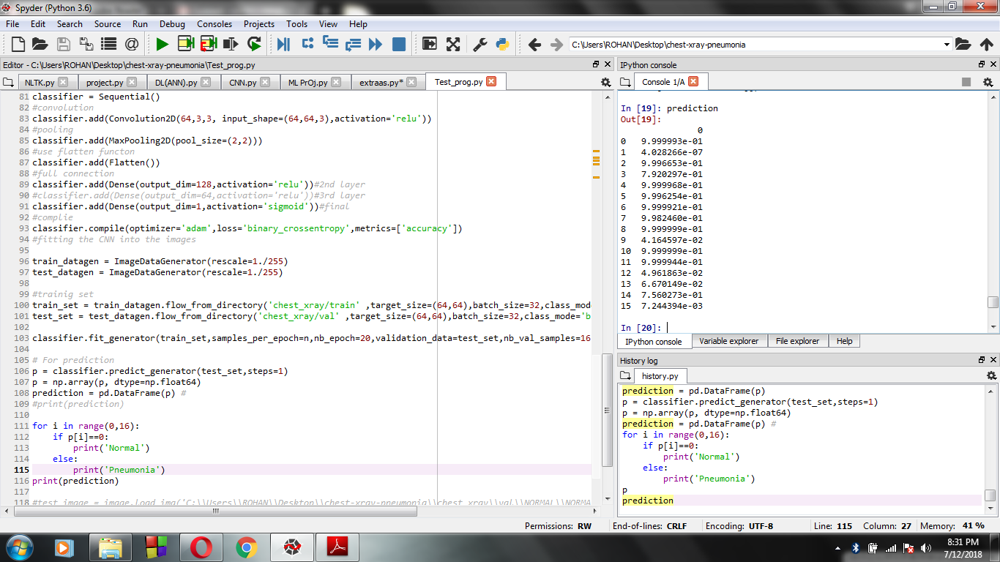 Spyder (Python 3.6)
File Edit Search Source Run Debug Consoles Projects Tools View Help
C:\Users\ROHAN\Desktop\chest-xray-pneumonia
Editor - C:\Users\ROHAN\Desktop\chest-xray-pneumonia\Test_prog.py
NLTK.py project.py DL(ANN).py CNN.py ML PrOj.py extraas.py* Test_prog.py
81 classifier = Sequential()
82 #convolution
83 classifier.add(Convolution2D(64,3,3, input_shape=(64,64,3),activation='relu'))
84 #pooling
85 classifier.add(MaxPooling2D(pool_size=(2,2)))
86 #use flatten functon
87 classifier.add(Flatten())
88 #full connection
89 classifier.add(Dense(output_dim=128,activation='relu'))#2nd layer
90 #classifier.add(Dense(output_dim=64,activation='relu'))#3rd layer
91 classifier.add(Dense(output_dim=1,activation='sigmoid'))#final
92 #complie
93 classifier.compile(optimizer='adam',loss='binary_crossentropy',metrics=['accuracy'])
94 #fitting the CNN into the images
95
96 train_datagen = ImageDataGenerator(rescale=1./255)
97 test_datagen = ImageDataGenerator(rescale=1./255)
98
99 #trainig set
100 train_set = train_datagen.flow_from_directory('chest_xray/train' ,target_size=(64,64),batch_size=32,class_mod
101 test_set = test_datagen.flow_from_directory('chest_xray/val' ,target_size=(64,64),batch_size=32,class_mode='b
102
103 classifier.fit_generator(train_set,samples_per_epoch=n,nb_epoch=20,validation_data=test_set,nb_val_samples=16
104
105 # For prediction
106 p = classifier.predict_generator(test_set,steps=1)
107 p = np.array(p, dtype=np.float64)
108 prediction = pd.DataFrame(p) #
109 #print(prediction)
110
111 for i in range(0,16):
112 if p[i]==0:
113 print('Normal')
114 else:
115 print('Pneumonia')
116 print(prediction)
117
118 #test_image = image.load_img('C:\\Users\\ROHAN\\Desktop\\chest-xray-pneumonia\\chest_xray\\val\\NORMAL\\NORMA
IPython console
Console 1/A
In [19]: prediction
Out[19]:
0
0 9.999993e-01
1 4.028266e-07
2 9.996653e-01
3 7.920297e-01
4 9.999968e-01
5 9.996254e-01
6 9.999921e-01
7 9.982460e-01
8 9.999999e-01
9 4.164597e-02
10 9.999999e-01
11 9.999944e-01
12 4.961863e-02
13 6.670149e-02
14 7.560273e-01
15 7.244394e-03
In [20]:
IPython console Variable explorer File explorer Help
History log
history.py
prediction = pd.DataFrame(p)
p = classifier.predict_generator(test_set,steps=1)
p = np.array(p, dtype=np.float64)
prediction = pd.DataFrame(p) #
for i in range(0,16):
if p[i]==0:
print('Normal')
else:
print('Pneumonia')
p
prediction
Permissions: RW End-of-lines: CRLF Encoding: UTF-8 Line: 115 Column: 27 Memory: 41 %
8:31 PM
7/12/2018